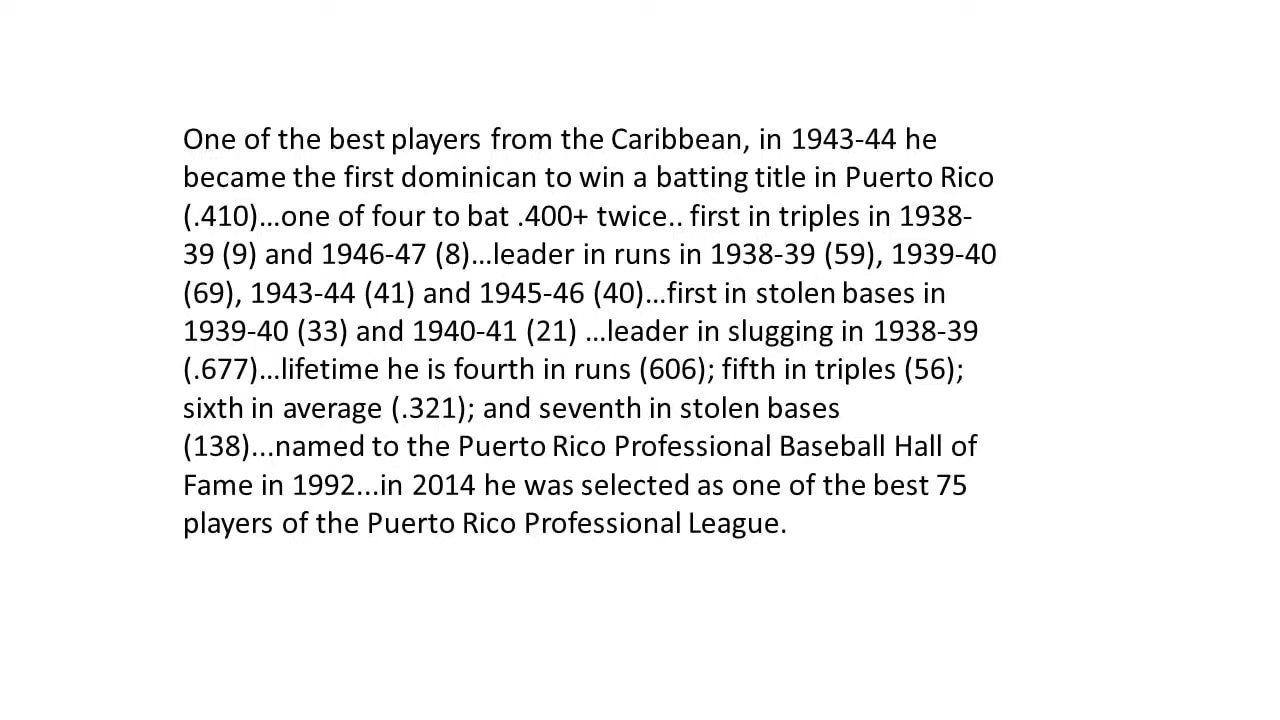 One of the best players from the Caribbean, in 1943-44 he
became the first dominican to win a batting title in Puerto Rico
(.410)…one of four to bat .400+ twice.. first in triples in 1938-
39 (9) and 1946-47 (8)…leader in runs in 1938-39 (59), 1939-40
(69), 1943-44 (41) and 1945-46 (40)…first in stolen bases in
1939-40 (33) and 1940-41 (21) …leader in slugging in 1938-39
(.677)…lifetime he is fourth in runs (606); fifth in triples (56);
sixth in average (.321); and seventh in stolen bases
(138)...named to the Puerto Rico Professional Baseball Hall of
Fame in 1992...in 2014 he was selected as one of the best 75
players of the Puerto Rico Professional League.